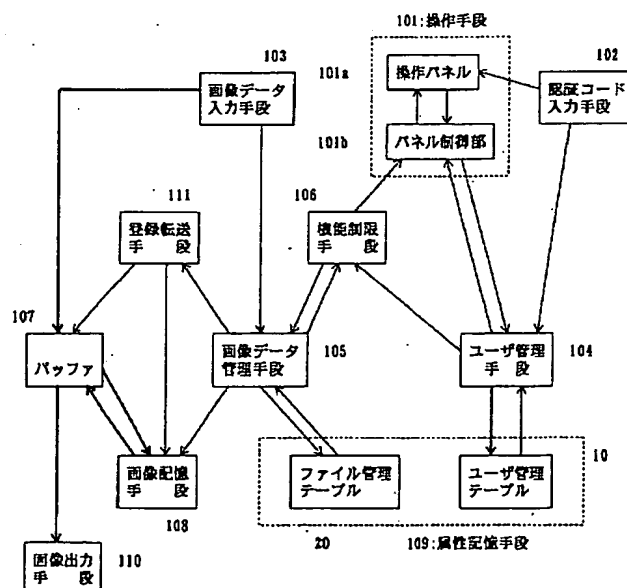 101:操作手段
103
102
101a
操作パネル
画像データ
入力手段
認証コード
入力手段
101b
パネル制御部
111
106
登録転送
手　段
機能制限
手　段
107
バッファ
画像データ
管理手段
105
ユーザ管理
手　段
104
10
画像記憶
手　段
ファイル管理
テーブル
ユーザ管理
テーブル
108
20
109:属性記憶手段
画像出力
手　段
110